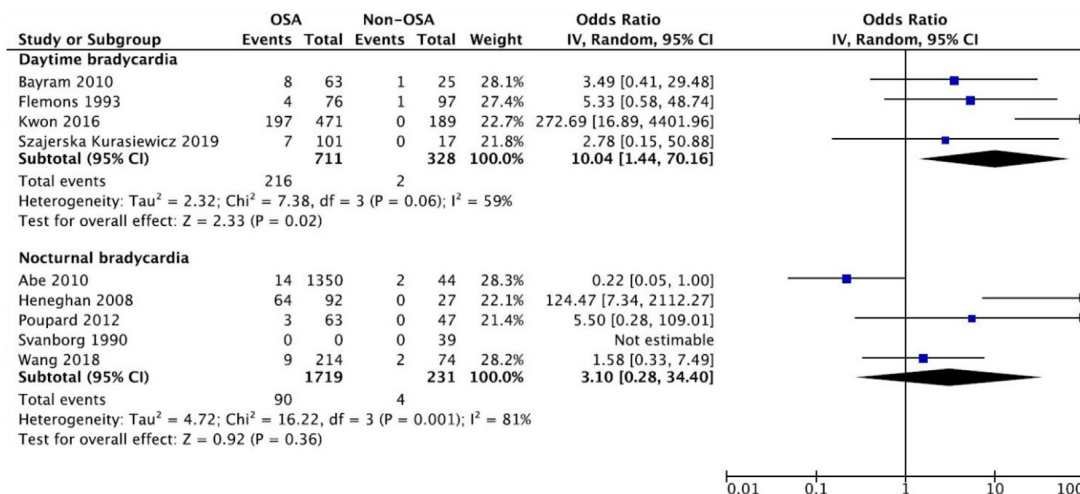 OSA Non-OSA Odds Ratio Odds Ratio
Study or Subgroup Events Total Events Total Weight IV, Random, 95% CI IV, Random, 95% CI
Daytime bradycardia
Bayram 2010 8 63 1 25 28.1% 3.49 [0.41, 29.48]
Flemons 1993 4 76 1 97 27.4% 5.33 [0.58, 48.74]
Kwon 2016 197 471 0 189 22.7% 272.69 [16.89, 4401.96]
Szajerska Kurasiewicz 2019 7 101 0 17 21.8% 2.78 [0.15, 50.88]
Subtotal (95% CI) 711 328 100.0% 10.04 [1.44, 70.16]
Total events 216 2
Heterogeneity: Tau² = 2.32; Chi² = 7.38, df = 3 (P = 0.06); I² = 59%
Test for overall effect: Z = 2.33 (P = 0.02)
Nocturnal bradycardia
Abe 2010 14 1350 2 44 28.3% 0.22 [0.05, 1.00]
Heneghan 2008 64 92 0 27 22.1% 124.47 [7.34, 2112.27]
Poupard 2012 3 63 0 47 21.4% 5.50 [0.28, 109.01]
Svanborg 1990 0 0 0 39 Not estimable
Wang 2018 9 214 2 74 28.2% 1.58 [0.33, 7.49]
Subtotal (95% CI) 1719 231 100.0% 3.10 [0.28, 34.40]
Total events 90 4
Heterogeneity: Tau² = 4.72; Chi² = 16.22, df = 3 (P = 0.001); I² = 81%
Test for overall effect: Z = 0.92 (P = 0.36)
0.01 0.1 1 10 100